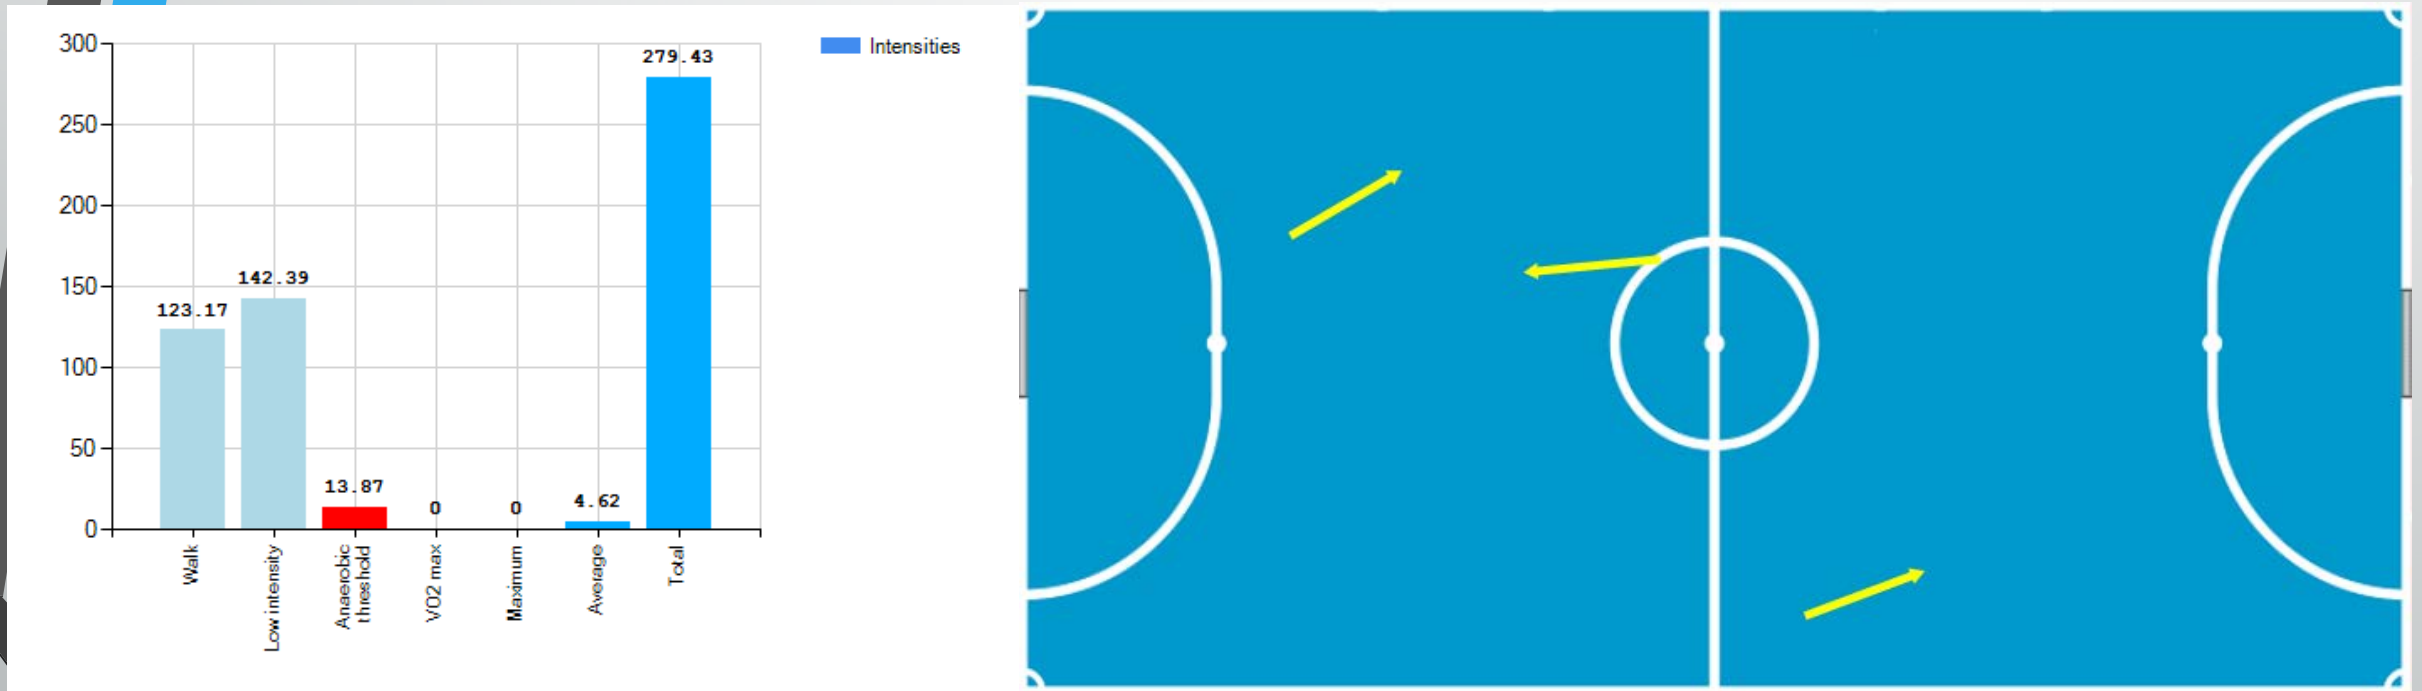 300
250
200
150
100
50
0
123.17
142.39
13.87
0
0
4.62
279.43
Walk
Low intensity
Anaerobic
threshold
VO2 max
Maximum
Average
Total
Intensities